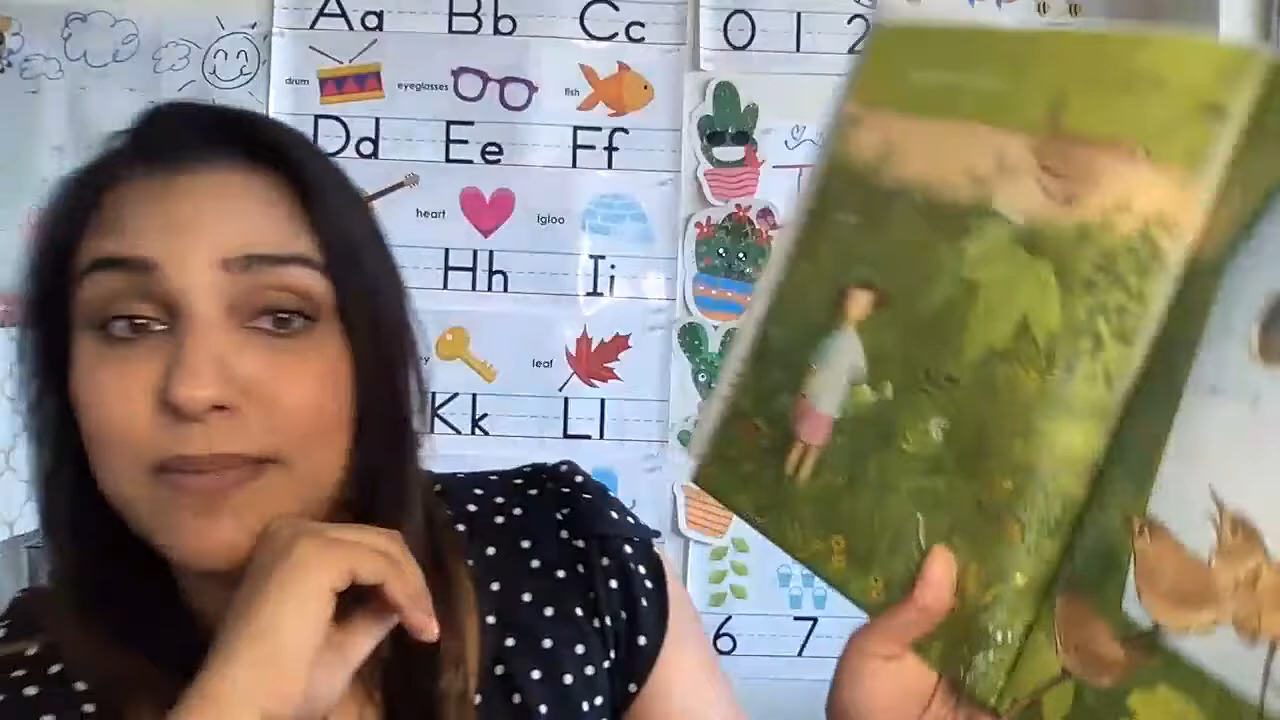 Aa Bb Cc
0 1 2
drum eyeglasses fish
Dd Ee Ff
heart Igloo
Hh Ii
leaf
Kk Ll
6 7